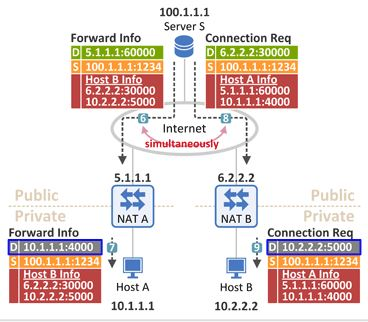 100.1.1.1
Server S
Forward Info
D 5.1.1.1:60000
S 100.1.1.1:1234
Host B Info
6.2.2.2:30000
10.2.2.2:5000
Connection Req
D 6.2.2.2:30000
S 100.1.1.1:1234
Host A Info
5.1.1.1:60000
10.1.1.1:4000
6
8
Internet
simultaneously
5.1.1.1
6.2.2.2
Public
Private
NAT A
NAT B
Public
Private
Forward Info
D 10.1.1.1:4000
S 100.1.1.1:1234
Host B Info
6.2.2.2:30000
10.2.2.2:5000
7
Host A
10.1.1.1
9
Host B
10.2.2.2
Connection Req
D 10.2.2.2:5000
S 100.1.1.1:1234
Host A Info
5.1.1.1:60000
10.1.1.1:4000